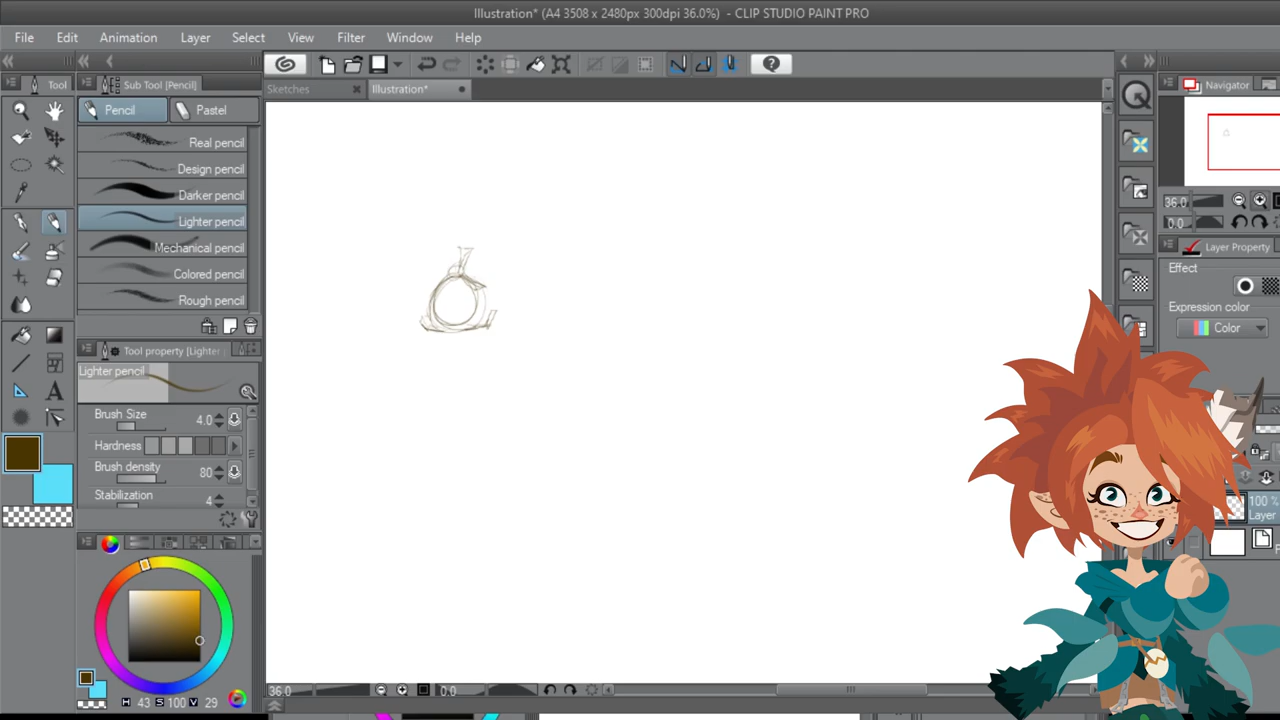 Illustration* (A4 3508 x 2480px 300dpi 36.0%) - CLIP STUDIO PAINT PRO
File Edit Animation Layer Select View Filter Window Help
Tool
Sub Tool [Pencil]
Sketches
Illustration*
Navigator
Pencil
Pastel
Real pencil
Design pencil
Darker pencil
Lighter pencil
Mechanical pencil
Colored pencil
Rough pencil
36.0
0.0
Layer Property
Effect
Expression color
Color
Tool property [Lighter
Lighter pencil
Brush Size 4.0
Hardness
Brush density 80
Stabilization 4
100 %
Layer
36.0
0.0
H 43 S 100 V 29